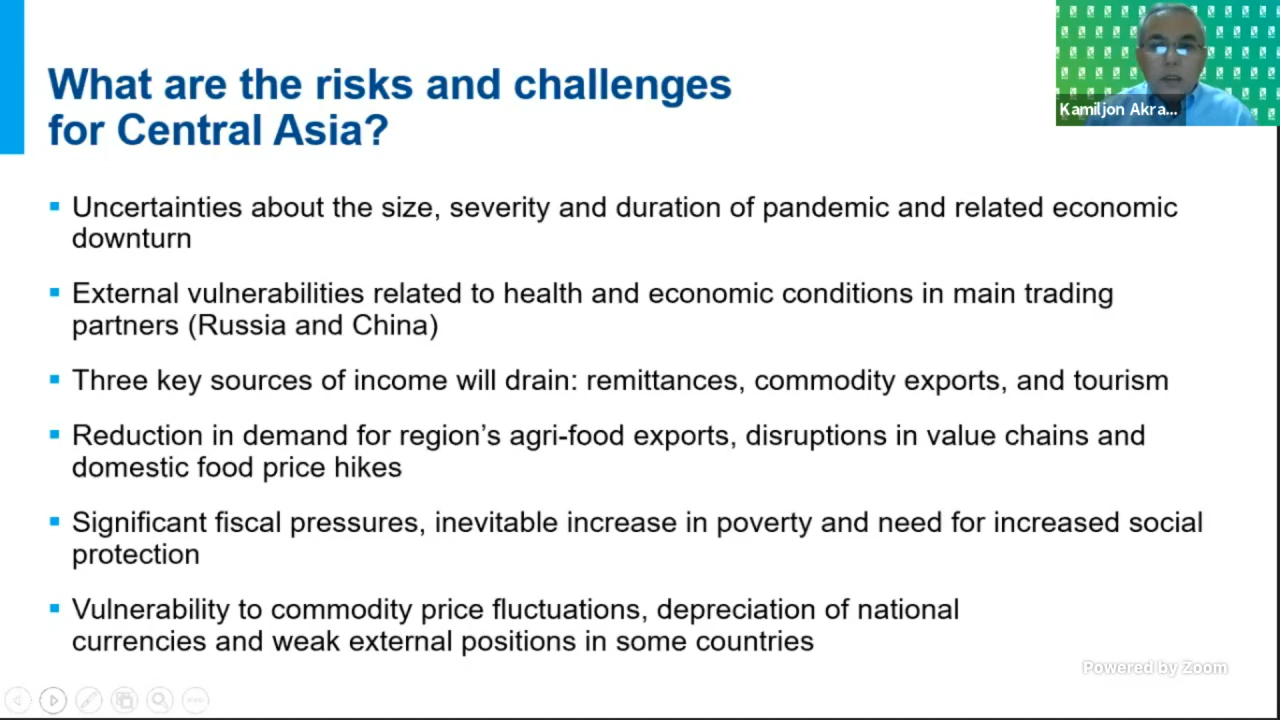 What are the risks and challenges
for Central Asia?
Kamiljon Akra...
Uncertainties about the size, severity and duration of pandemic and related economic
downturn
External vulnerabilities related to health and economic conditions in main trading
partners (Russia and China)
Three key sources of income will drain: remittances, commodity exports, and tourism
Reduction in demand for region’s agri-food exports, disruptions in value chains and
domestic food price hikes
Significant fiscal pressures, inevitable increase in poverty and need for increased social
protection
Vulnerability to commodity price fluctuations, depreciation of national
currencies and weak external positions in some countries
Powered by Zoom